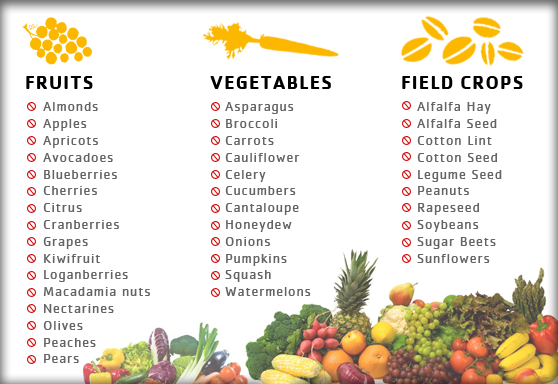 FRUITS
Almonds
Apples
Apricots
Avocadoes
Blueberries
Cherries
Citrus
Cranberries
Grapes
Kiwifruit
Loganberries
Macadamia nuts
Nectarines
Olives
Peaches
Pears
VEGETABLES
Asparagus
Broccoli
Carrots
Cauliflower
Celery
Cucumbers
Cantaloupe
Honeydew
Onions
Pumpkins
Squash
Watermelons
FIELD CROPS
Alfalfa Hay
Alfalfa Seed
Cotton Lint
Cotton Seed
Legume Seed
Peanuts
Rapeseed
Soybeans
Sugar Beets
Sunflowers